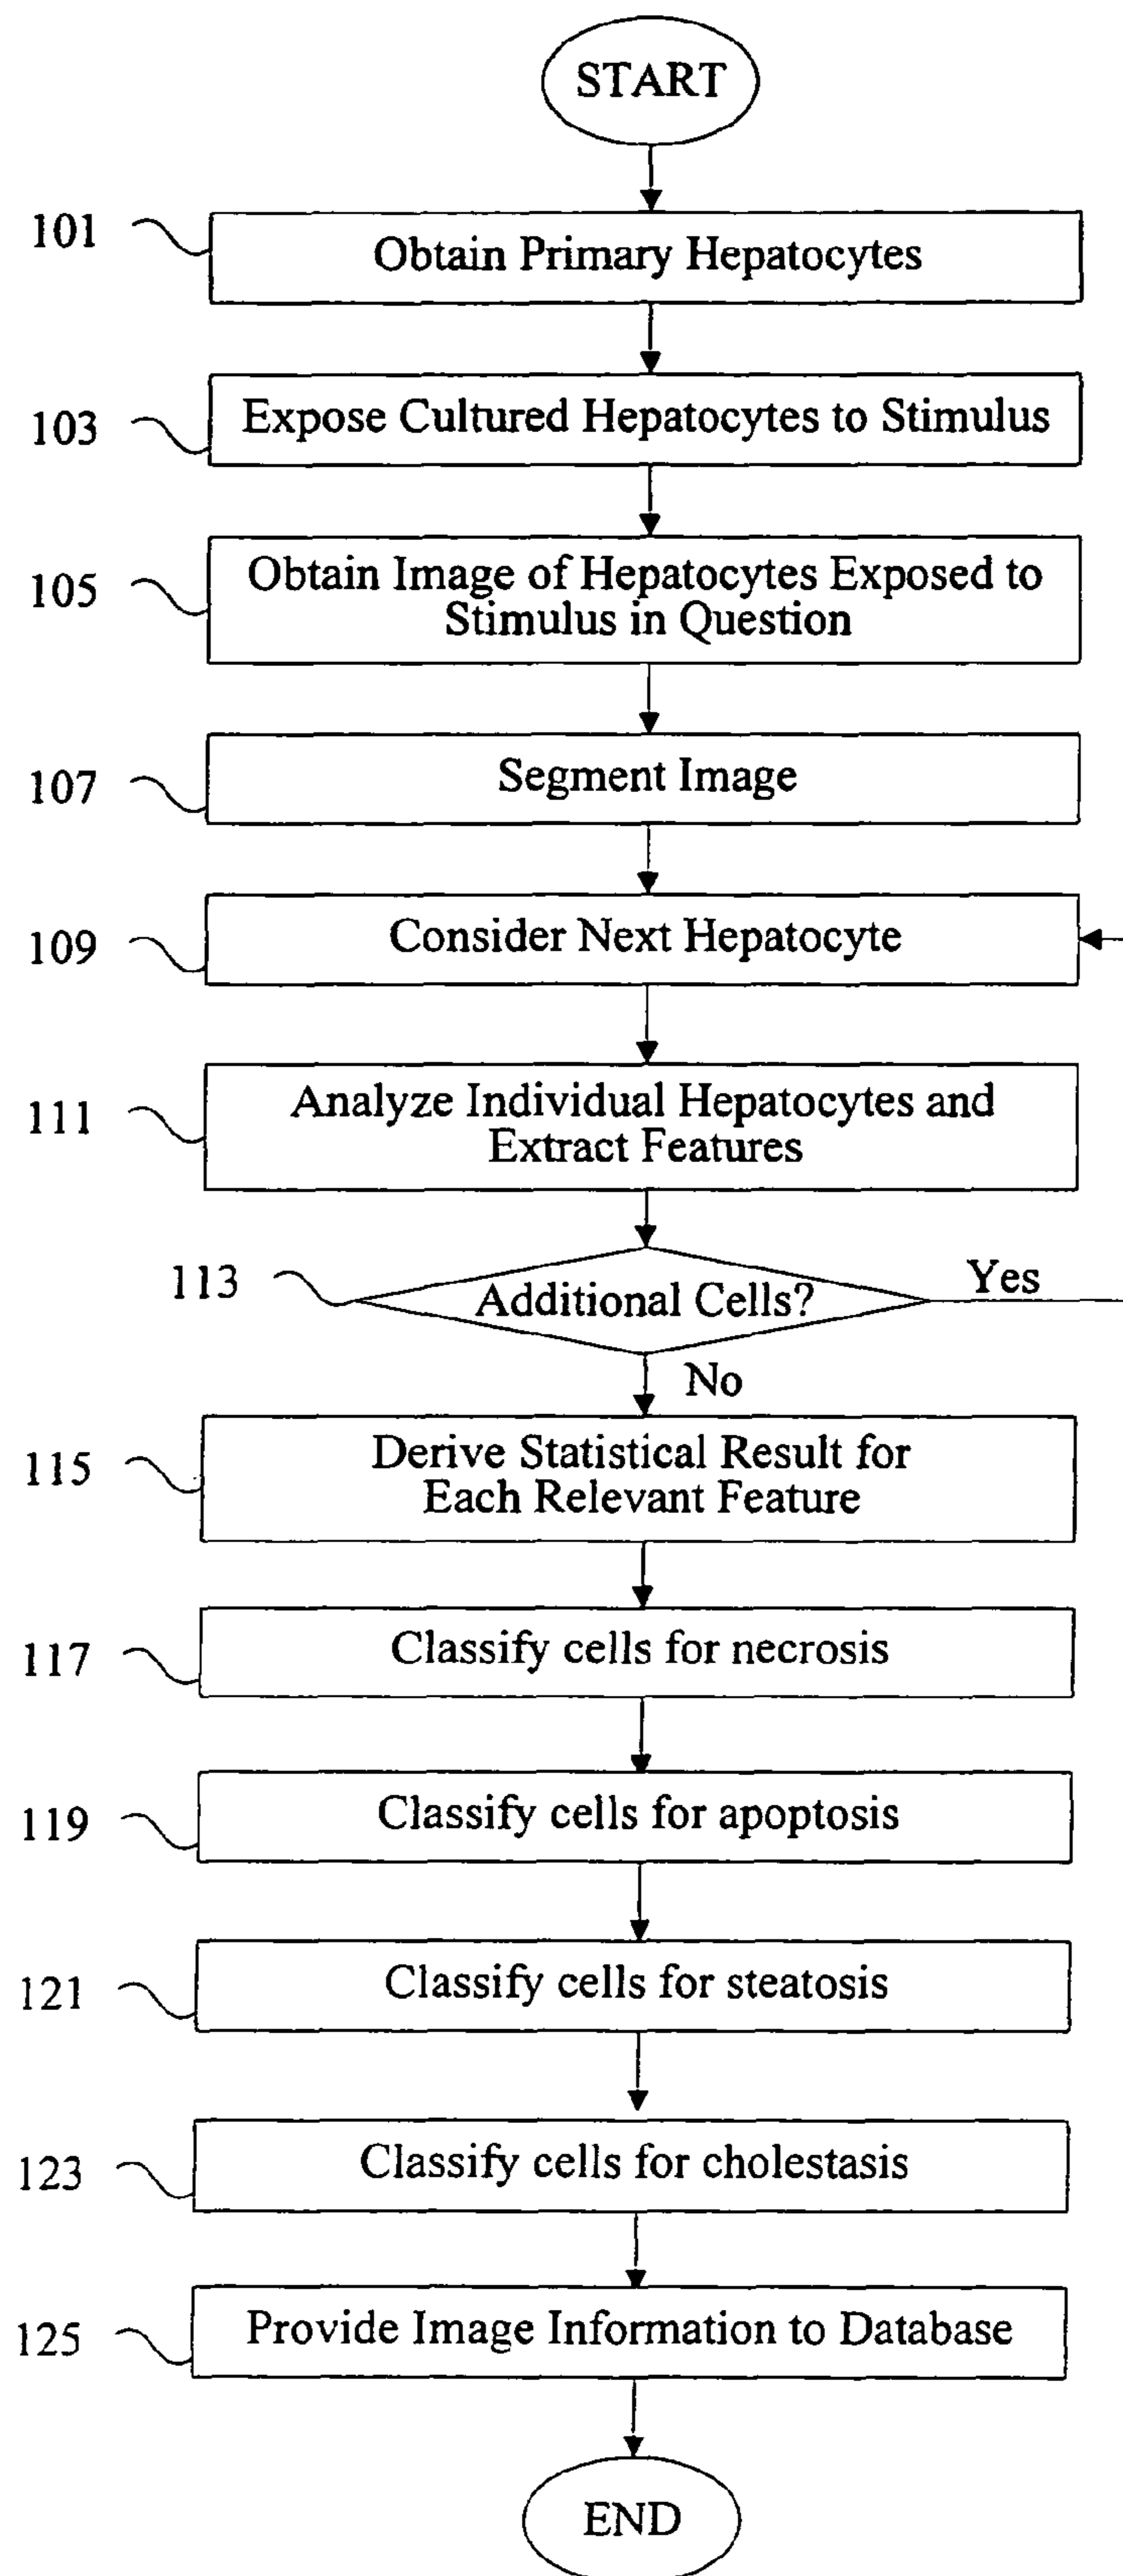 START
101
Obtain Primary Hepatocytes
103
Expose Cultured Hepatocytes to Stimulus
105
Obtain Image of Hepatocytes Exposed to
Stimulus in Question
107
Segment Image
109
Consider Next Hepatocyte
111
Analyze Individual Hepatocytes and
Extract Features
113
Additional Cells?
Yes
No
115
Derive Statistical Result for
Each Relevant Feature
117
Classify cells for necrosis
119
Classify cells for apoptosis
121
Classify cells for steatosis
123
Classify cells for cholestasis
125
Provide Image Information to Database
END